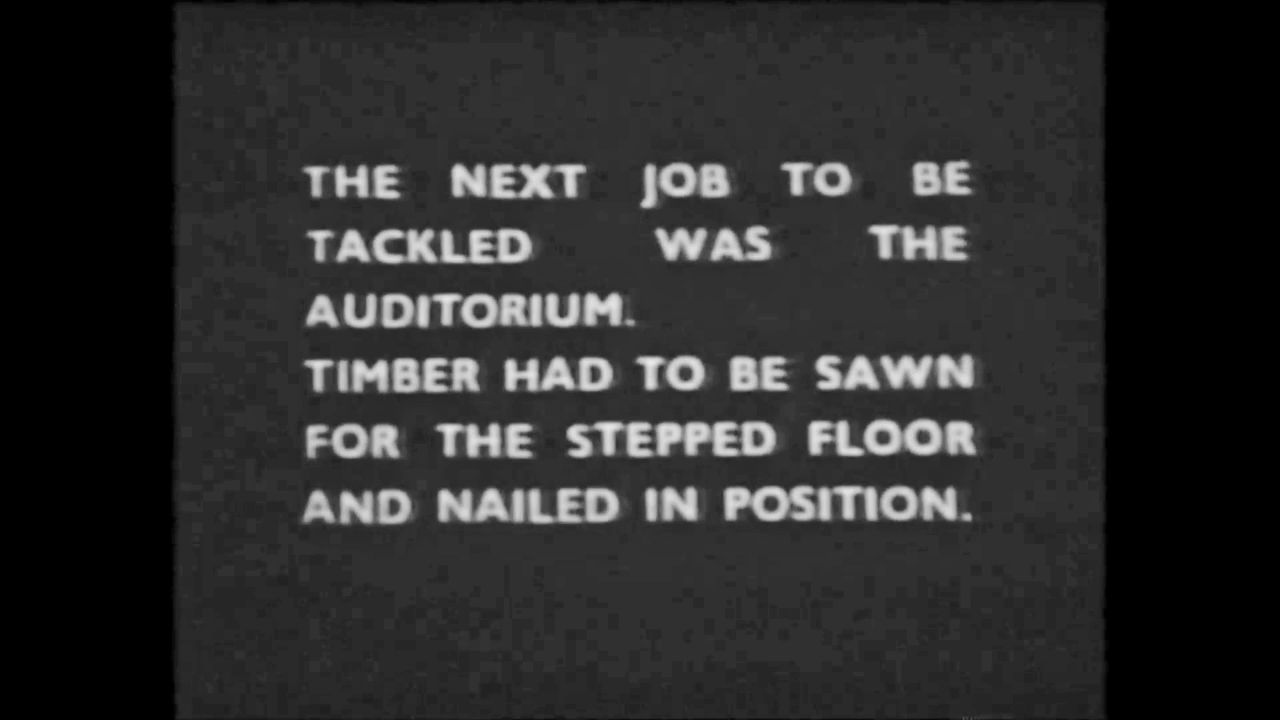 THE NEXT JOB TO BE
TACKLED WAS THE
AUDITORIUM.
TIMBER HAD TO BE SAWN
FOR THE STEPPED FLOOR
AND NAILED IN POSITION.